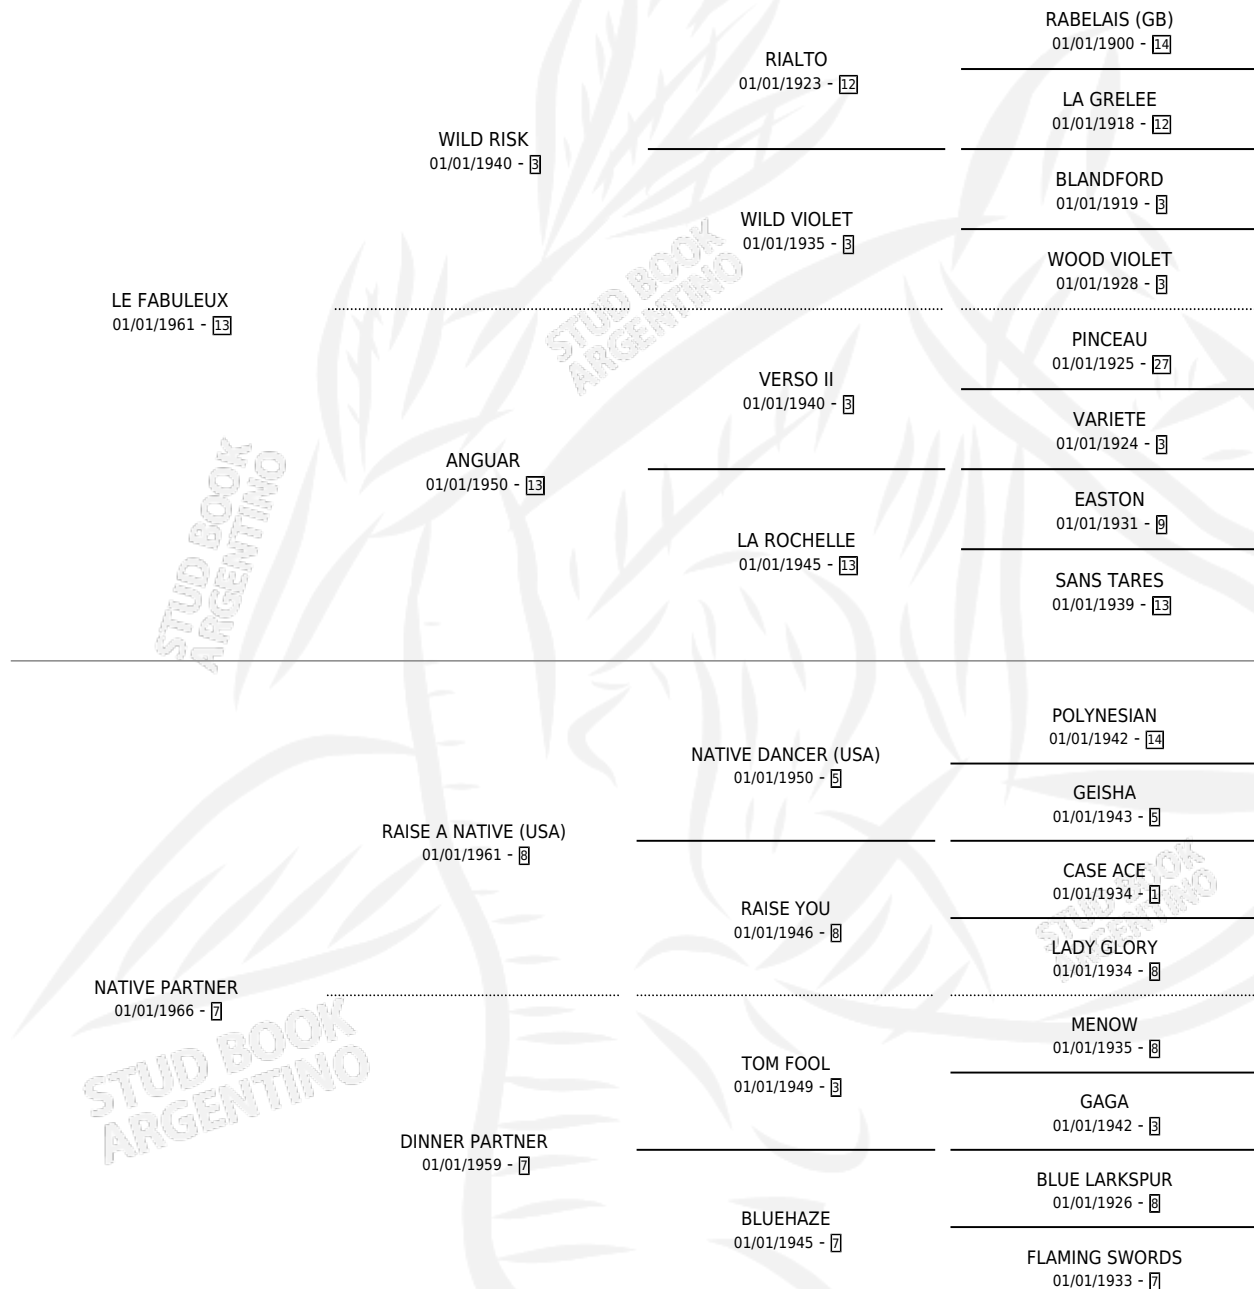 RABELAIS (GB)
01/01/1900 - 14
RIALTO
01/01/1923 - 12
LA GRELEE
01/01/1918 - 12
WILD RISK
01/01/1940 - 3
BLANDFORD
01/01/1919 - 3
WILD VIOLET
01/01/1935 - 3
WOOD VIOLET
01/01/1928 - 3
LE FABULEUX
01/01/1961 - 13
PINCEAU
01/01/1925 - 27
VERSO II
01/01/1940 - 3
VARIETE
01/01/1924 - 3
ANGUAR
01/01/1950 - 13
EASTON
01/01/1931 - 9
LA ROCHELLE
01/01/1945 - 13
SANS TARES
01/01/1939 - 13
STUD BOOK
ARGENTINO
STUD BOOK
ARGENTINO
POLYNESIAN
01/01/1942 - 14
NATIVE DANCER (USA)
01/01/1950 - 5
GEISHA
01/01/1943 - 5
RAISE A NATIVE (USA)
01/01/1961 - 8
CASE ACE
01/01/1934 - 1
RAISE YOU
01/01/1946 - 8
LADY GLORY
01/01/1934 - 8
STUD BOOK
ARGENTINO
NATIVE PARTNER
01/01/1966 - 7
MENOW
01/01/1935 - 8
TOM FOOL
01/01/1949 - 3
GAGA
01/01/1942 - 3
STUD BOOK
ARGENTINO
DINNER PARTNER
01/01/1959 - 7
BLUE LARKSPUR
01/01/1926 - 8
BLUEHAZE
01/01/1945 - 7
FLAMING SWORDS
01/01/1933 - 7